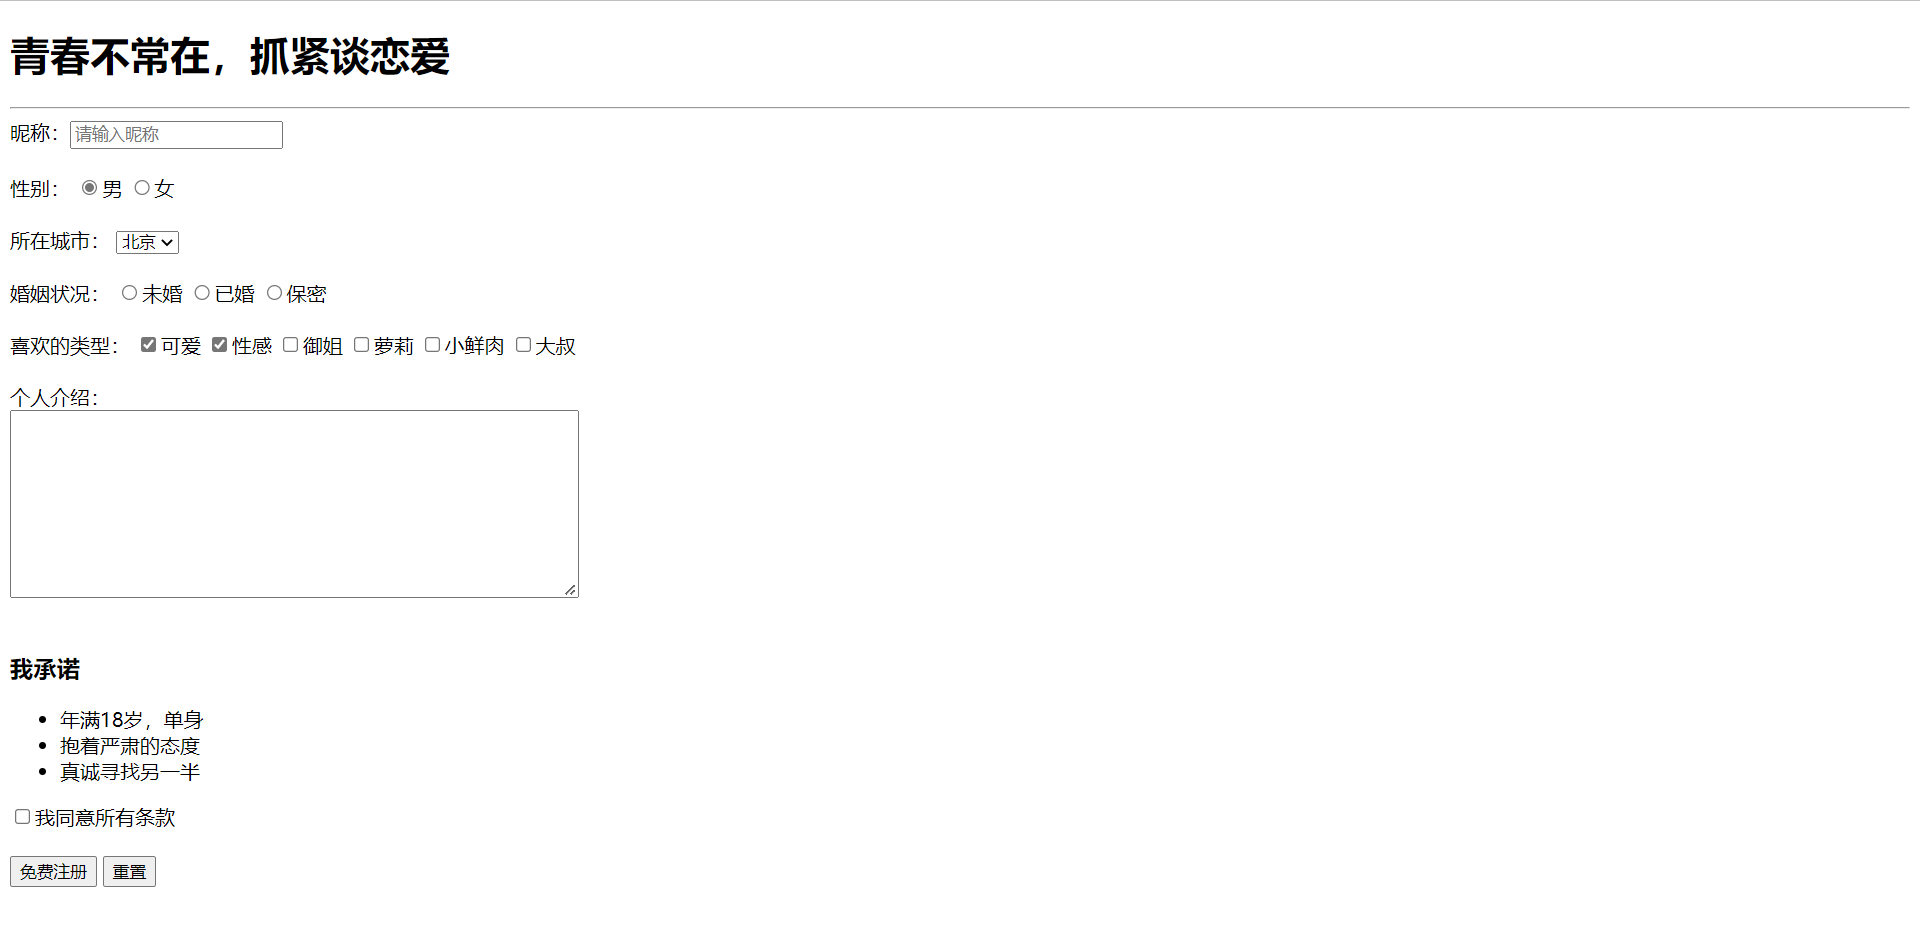 青春不常在，抓紧谈恋爱
昵称：请输入昵称
性别： 男 女
所在城市： 北京
婚姻状况： 未婚 已婚 保密
喜欢的类型： 可爱 性感 御姐 萝莉 小鲜肉 大叔
个人介绍：
我承诺
年满18岁，单身
抱着严肃的态度
真诚寻找另一半
我同意所有条款
免费注册 重置